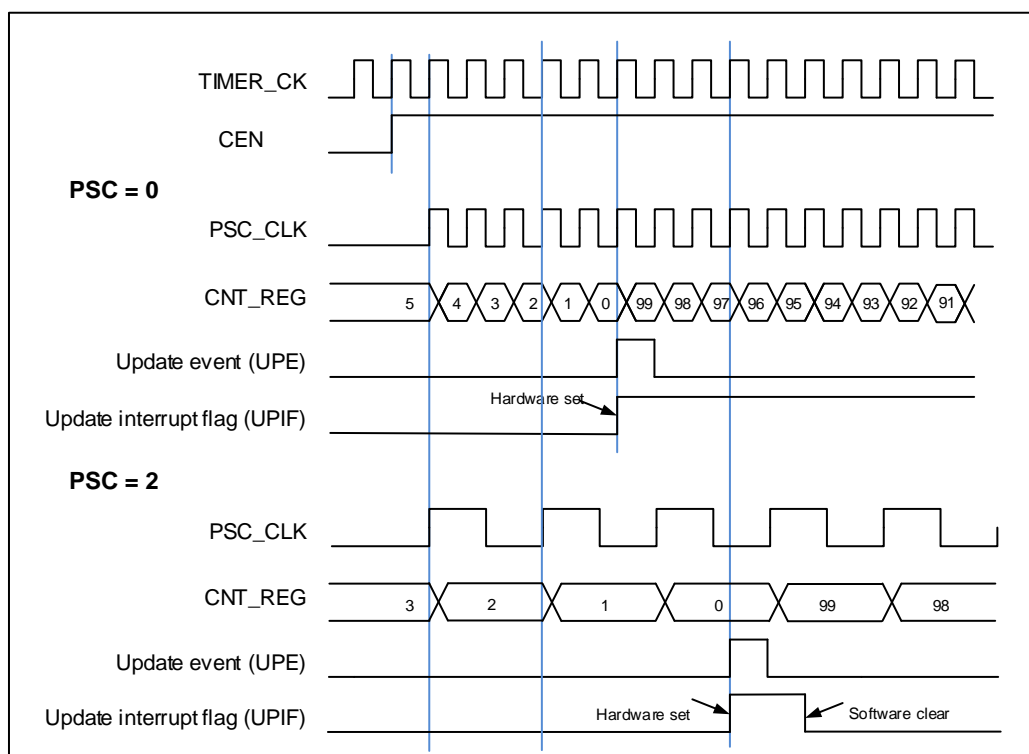 TIMER_CK
CEN
PSC = 0
PSC_CLK
CNT_REG 5 4 3 2 1 0 99 98 97 96 95 94 93 92 91
Update event (UPE)
Hardware set
Update interrupt flag (UPIF)
PSC = 2
PSC_CLK
CNT_REG 3 2 1 0 99 98
Update event (UPE)
Update interrupt flag (UPIF) Hardware set Software clear